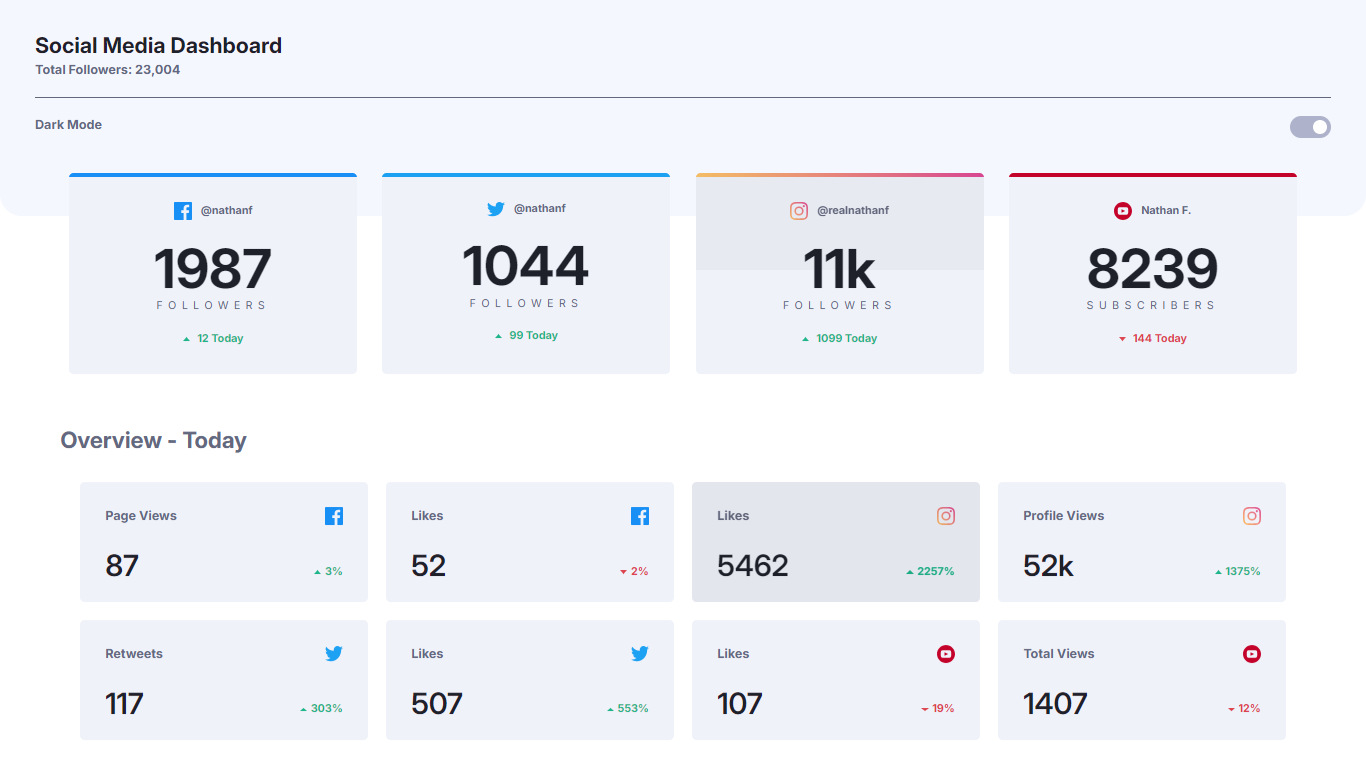 Social Media Dashboard
Total Followers: 23,004
Dark Mode
@nathanf
1987
FOLLOWERS
12 Today
@nathanf
1044
FOLLOWERS
99 Today
@realnathanf
11k
FOLLOWERS
1099 Today
Nathan F.
8239
SUBSCRIBERS
144 Today
Overview - Today
Page Views
87
3%
Likes
52
2%
Likes
5462
2257%
Profile Views
52k
1375%
Retweets
117
303%
Likes
507
553%
Likes
107
19%
Total Views
1407
12%